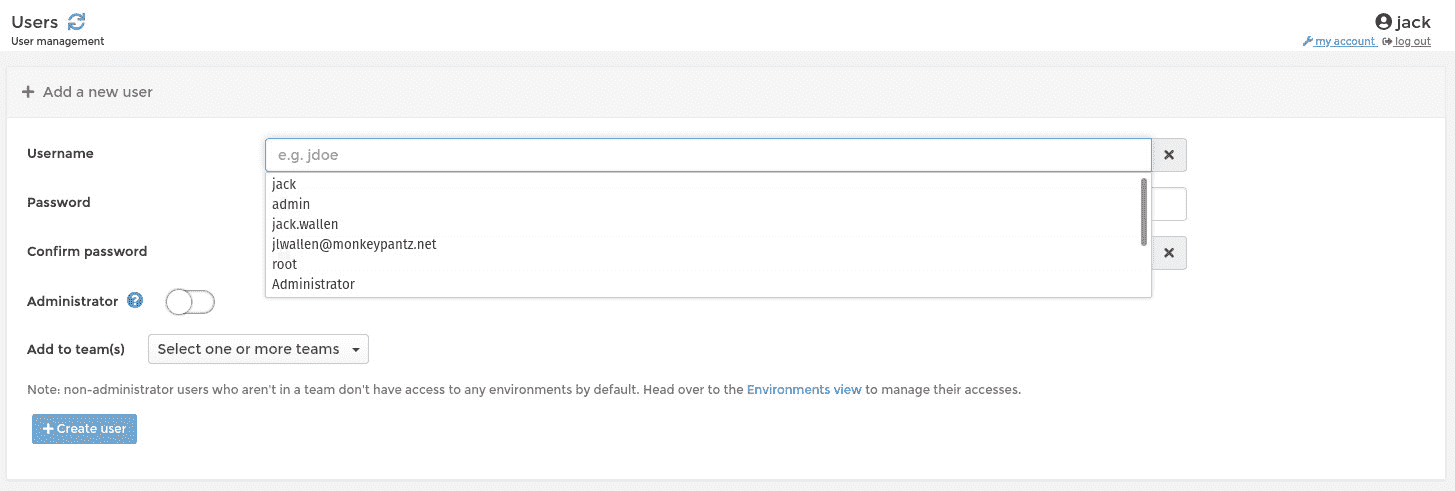 Users
jack
User management
my account log out
Add a new user
Username
e.g. jdoe
jack
admin
jack.wallen
jlwallen@monkeypantz.net
root
Administrator
Password
Confirm password
Administrator
Add to team(s) Select one or more teams
Note: non-administrator users who aren't in a team don't have access to any environments by default. Head over to the Environments view to manage their accesses.
+ Create user